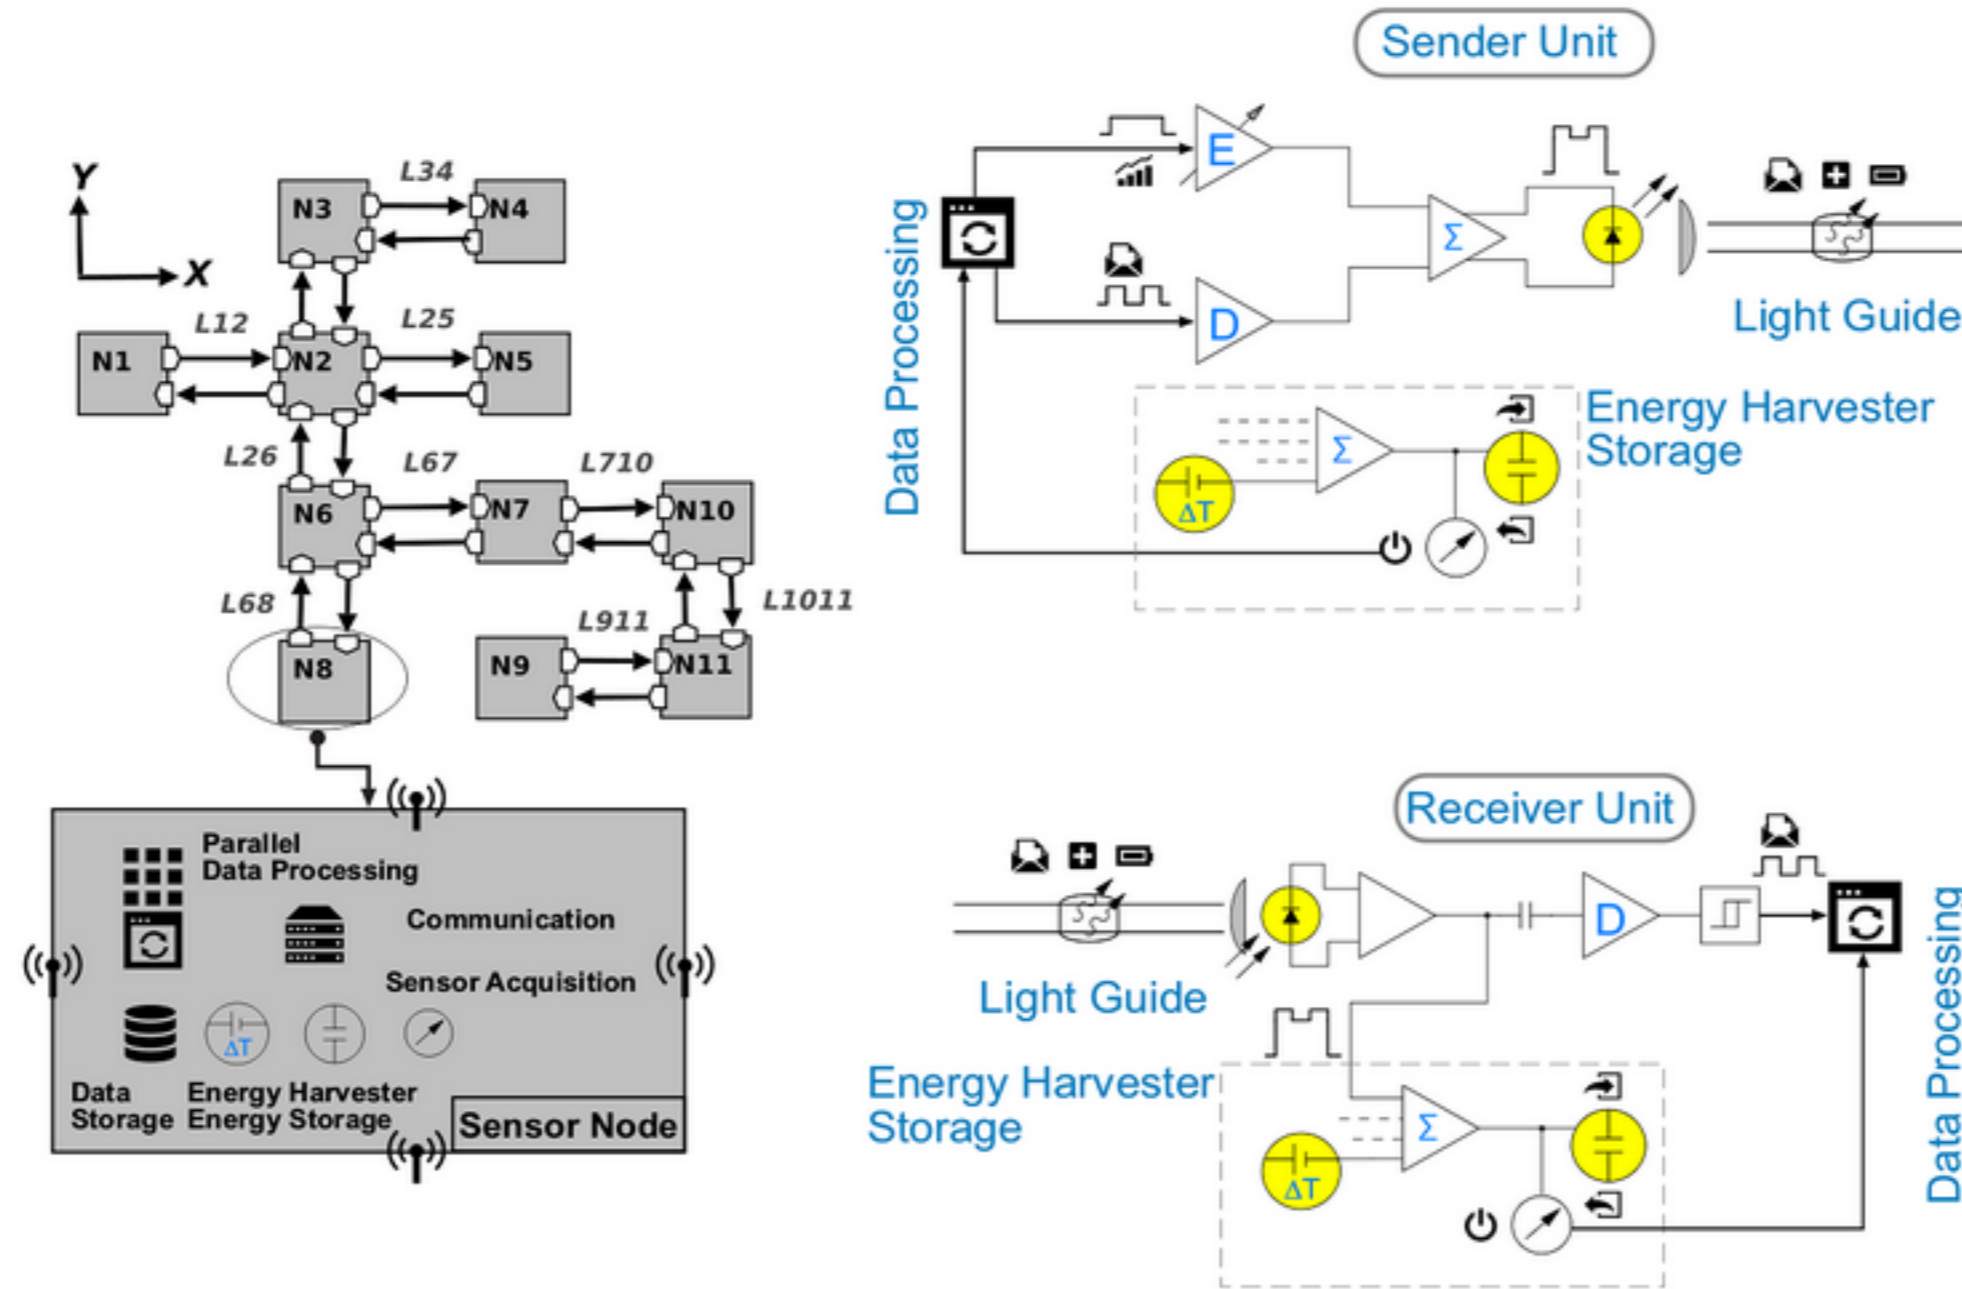 Y
X
N3
L34
N4
N1
L12
N2
L25
N5
L26
N6
L67
N7
L710
N10
L68
N8
N9
L911
N11
L1011
Parallel
Data Processing
Communication
Sensor Acquisition
ΔT
Data
Storage
Energy Harvester
Energy Storage
Sensor Node
Sender Unit
Data Processing
E
D
Σ
Light Guide
Energy Harvester
Storage
Σ
ΔT
Receiver Unit
Light Guide
D
Data Processing
Energy Harvester
Storage
Σ
ΔT